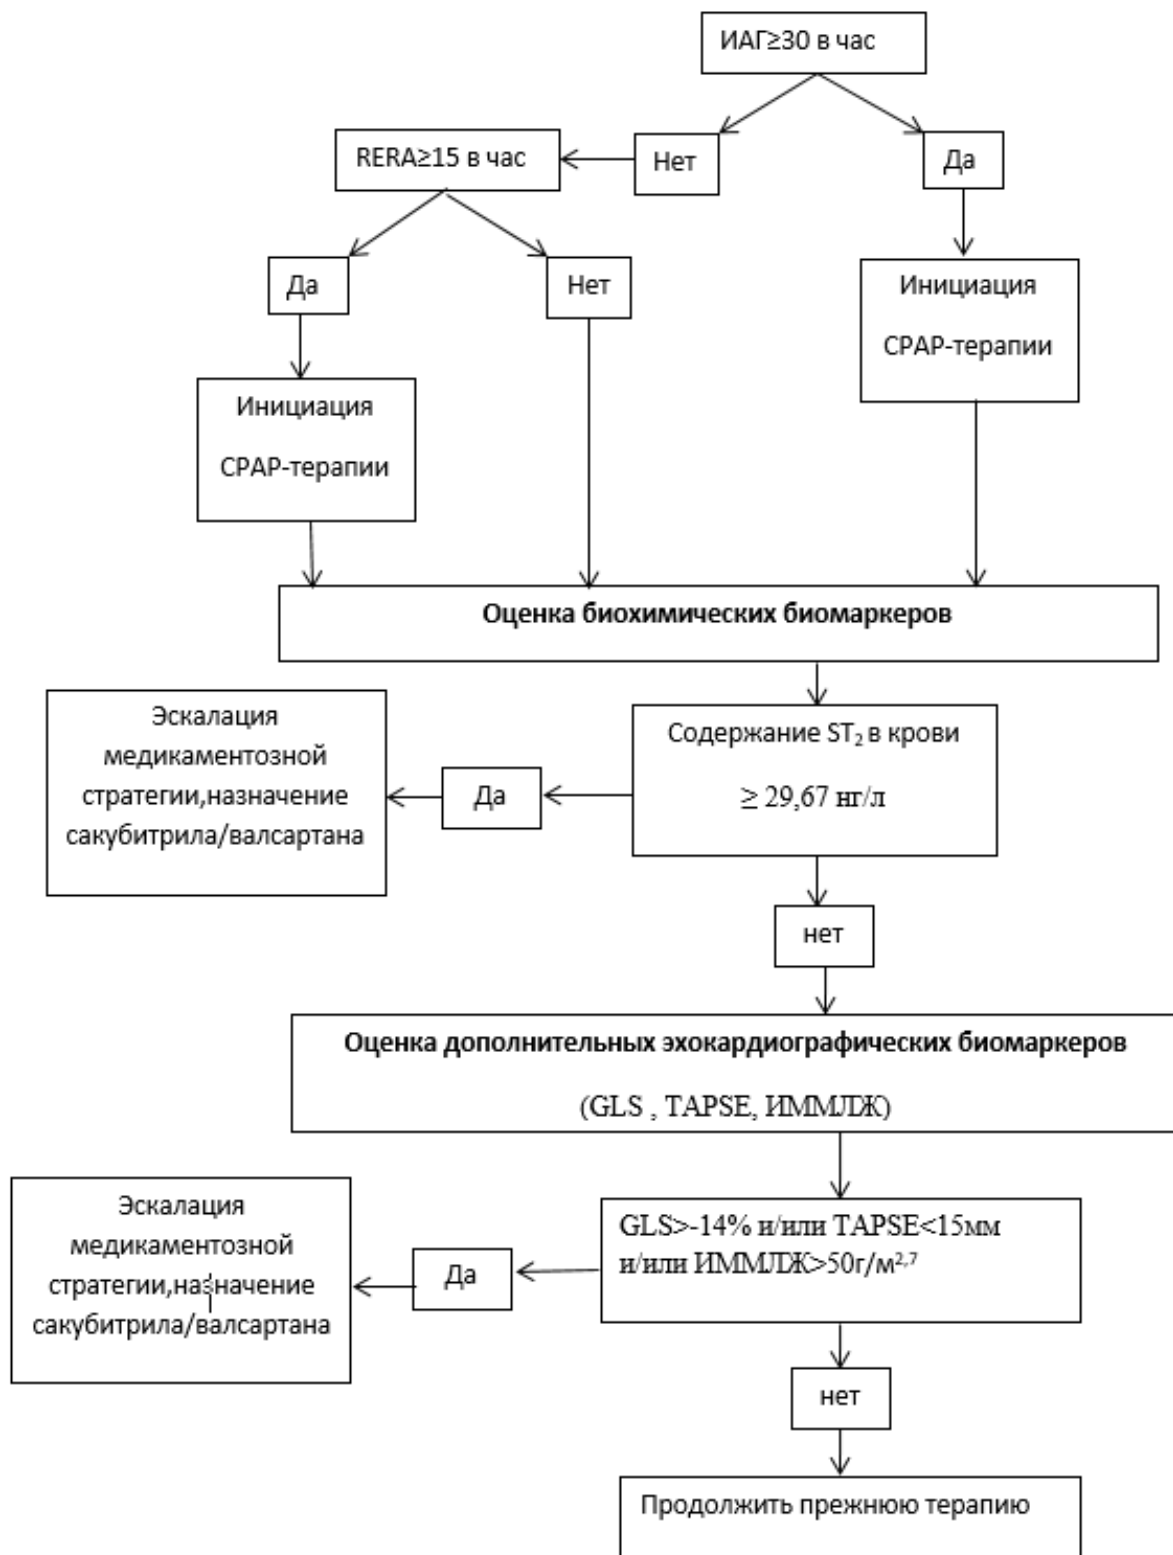 ИАГ≥30 в час
RERA≥15 в час
Нет
Да
Да
Нет
Инициация
СРАР-терапии
Инициация
СРАР-терапии
Оценка биохимических биомаркеров
Эскалация
медикаментозной
стратегии,назначение
сакубитрила/валсартана
Да
Содержание ST₂ в крови
≥ 29,67 нг/л
нет
Оценка дополнительных эхокардиографических биомаркеров
(GLS , TAPSE, ИММЛЖ)
Эскалация
медикаментозной
стратегии,назначение
сакубитрила/валсартана
Да
GLS>-14% и/или TAPSE<15мм
и/или ИММЛЖ>50г/м²,⁷
нет
Продолжить прежнюю терапию